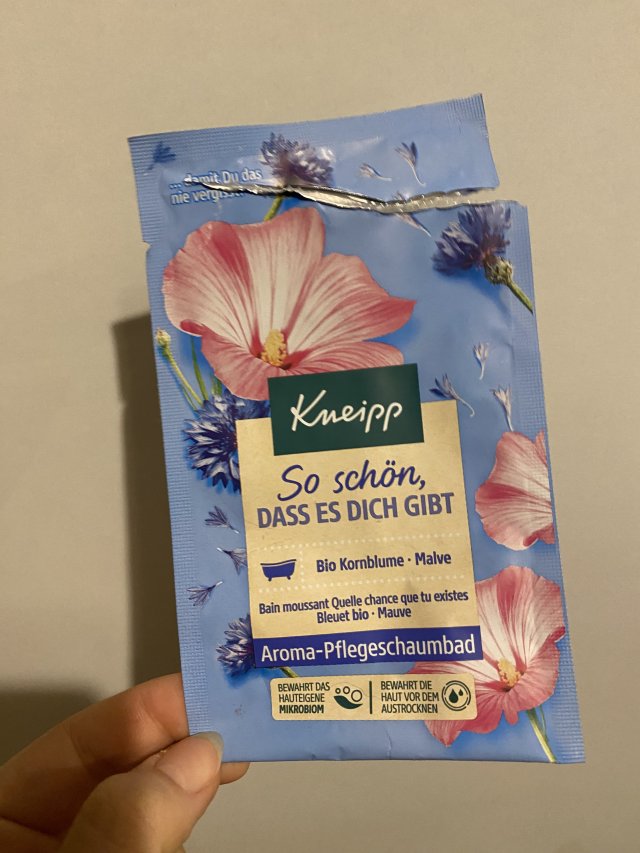 ... damit Du das
nie vergisst.
Kneipp
So schön,
DASS ES DICH GIBT
Bio Kornblume · Malve
Bain moussant Quelle chance que tu existes
Bleuet bio · Mauve
Aroma-Pflegeschaumbad
BEWAHRT DAS
HAUTEIGENE
MIKROBIOM
BEWAHRT DIE
HAUT VOR DEM
AUSTROCKNEN